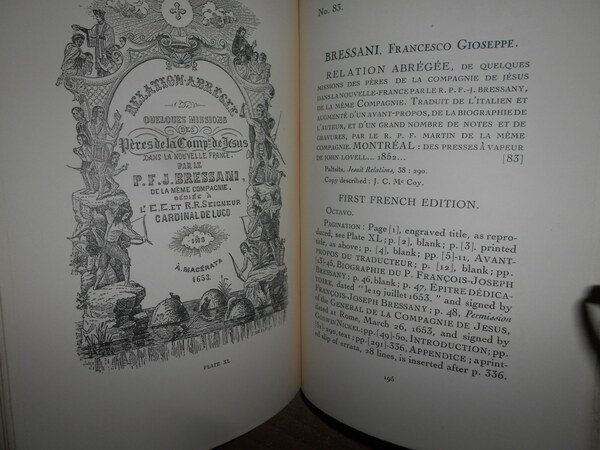 RELATION ABRÉGÉE
QUELQUES MISSIONS
DES
Pères de la Comp. de Jésus
DANS LA NOUVELLE FRANCE,
PAR LE
P. F. J. BRESSANI,
DE LA MÊME COMPAGNIE,
DÉDIÉE À
L'E.E. ET R.R. SEIGNEUR
CARDINAL DE LUCO
IHS
À MACÉRATA
1653.
PLATE XL
No. 83.
BRESSANI, FRANCESCO GIOSEPPE.
RELATION ABRÉGÉE, DE QUELQUES
MISSIONS DES PÈRES DE LA COMPAGNIE DE JÉSUS
DANS LA NOUVELLE-FRANCE PAR LE R. P. F.-J. BRESSANY,
DE LA MÊME COMPAGNIE. TRADUIT DE L'ITALIEN ET
AUGMENTÉ D'UN AVANT-PROPOS, DE LA BIOGRAPHIE DE
L'AUTEUR, ET D'UN GRAND NOMBRE DE NOTES ET DE
GRAVURES, PAR LE R. P. F. MARTIN DE LA MÊME
COMPAGNIE. MONTRÉAL: DES PRESSES À VAPEUR
DE JOHN LOVELL... 1852... [83]
Paltsits, Jesuit Relations, 38 : 290.
Copy described : J. C. Mc Coy.
FIRST FRENCH EDITION.
OCTAVO.
PAGINATION: Page [1], engraved title, as repro-
duced, see Plate XL; p. [2], blank; p. [3], printed
title, as above; p. [4], blank; pp. [5]-11, AVANT-
PROPOS DU TRADUCTEUR; p. [12], blank; pp.
[13]-46, BIOGRAPHIE DU P. FRANÇOIS-JOSEPH
BRESSANY; p. 46, blank; p. 47, ÉPITRE DÉDICA-
TOIRE, dated "le 19 juillet 1653." and signed by
FRANÇOIS-JOSEPH BRESSANY; p. 48, Permission
of the GENERAL DE LA COMPAGNIE DE JESUS,
dated at Rome, March 26, 1653, and signed by
GOSWIN NICKEL; pp. [49]-50, INTRODUCTION; pp.
[51]-290, text; pp. [291]-336, APPENDICE; a print-
ed slip of errata, 28 lines, is inserted after p. 336.
196